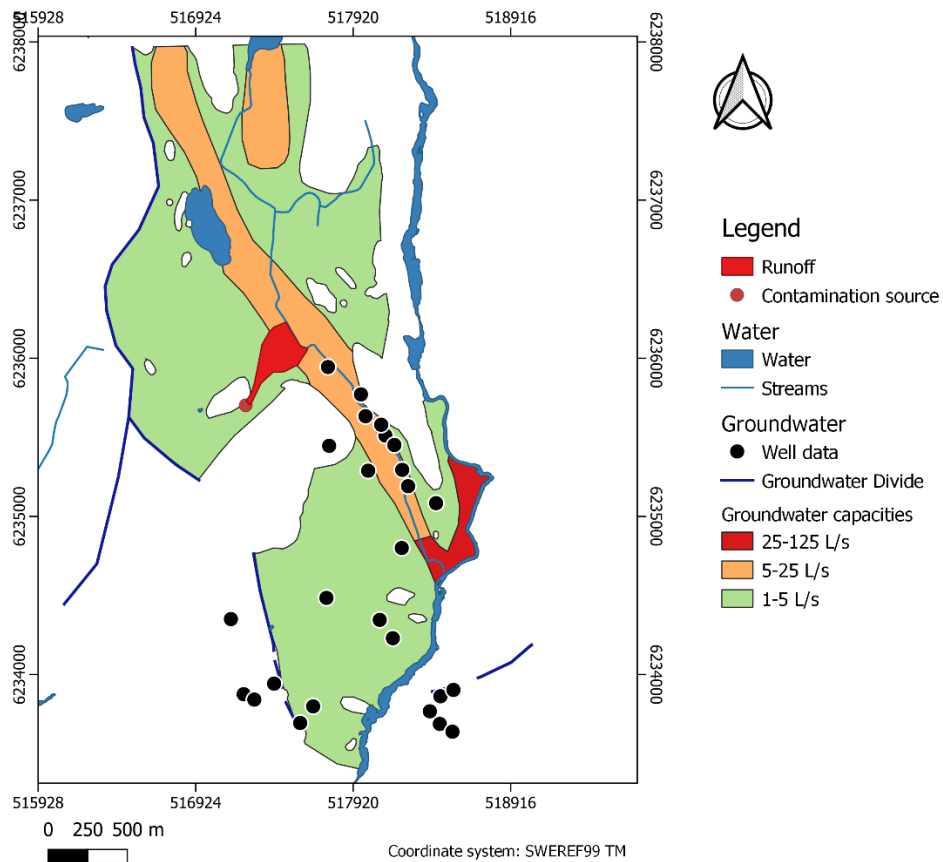 515928 516924 517920 518916
6238000 6238000
6237000 6237000
6236000 6236000
6235000 6235000
6234000 6234000
515928 516924 517920 518916
0 250 500 m
Coordinate system: SWEREF99 TM
Legend
Runoff
Contamination source
Water
Water
Streams
Groundwater
Well data
Groundwater Divide
Groundwater capacities
25-125 L/s
5-25 L/s
1-5 L/s